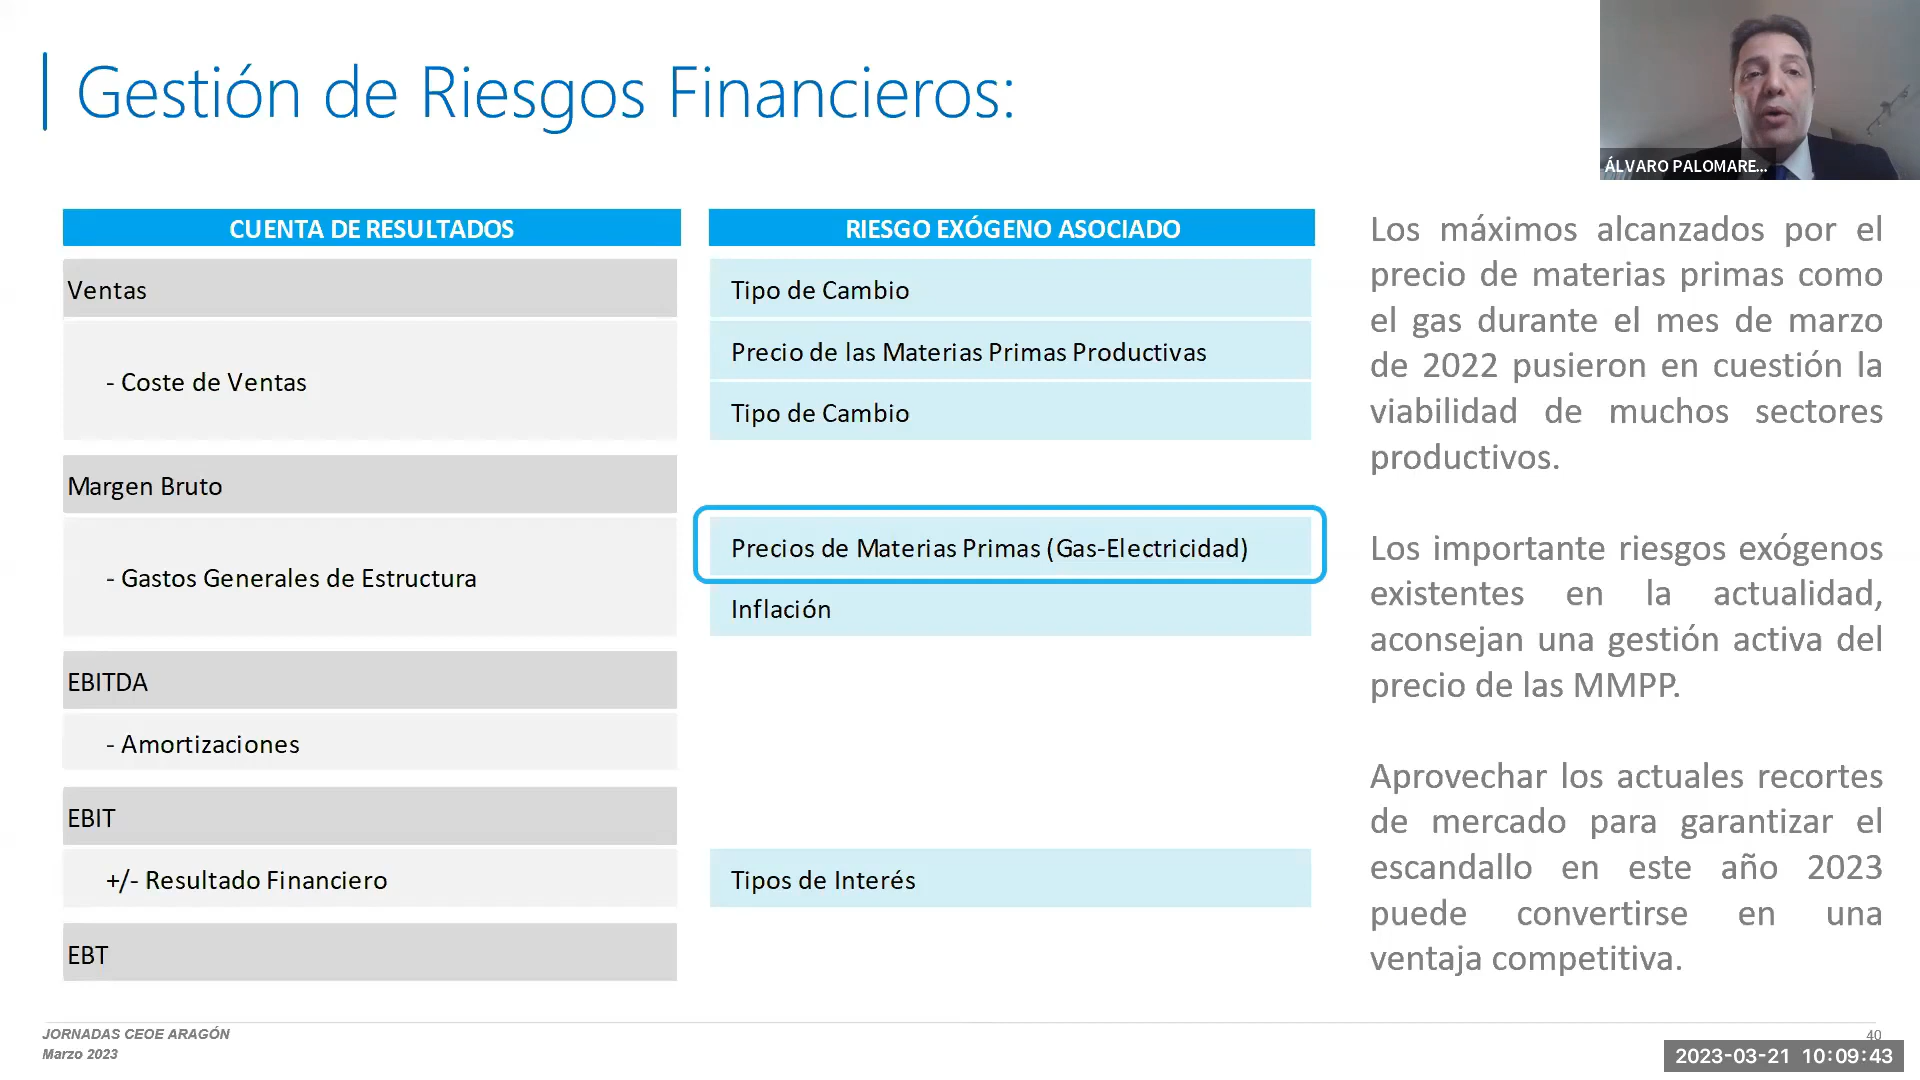 Gestión de Riesgos Financieros:
ÁLVARO PALOMARE...
CUENTA DE RESULTADOS
RIESGO EXÓGENO ASOCIADO
Ventas
Tipo de Cambio
- Coste de Ventas
Precio de las Materias Primas Productivas
Tipo de Cambio
Margen Bruto
- Gastos Generales de Estructura
Precios de Materias Primas (Gas-Electricidad)
Inflación
EBITDA
- Amortizaciones
EBIT
+/- Resultado Financiero
Tipos de Interés
EBT
Los máximos alcanzados por el
precio de materias primas como
el gas durante el mes de marzo
de 2022 pusieron en cuestión la
viabilidad de muchos sectores
productivos.
Los importante riesgos exógenos
existentes en la actualidad,
aconsejan una gestión activa del
precio de las MMPP.
Aprovechar los actuales recortes
de mercado para garantizar el
escandallo en este año 2023
puede convertirse en una
ventaja competitiva.
JORNADAS CEOE ARAGÓN
Marzo 2023
40
2023-03-21 10:09:43